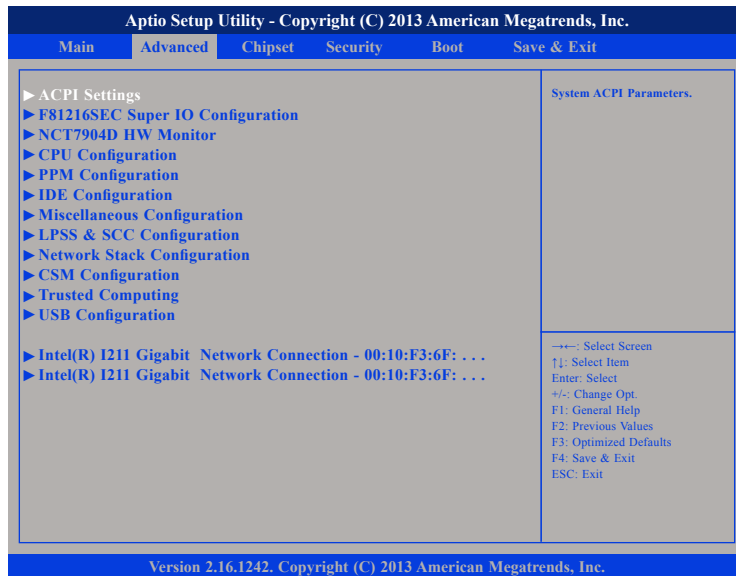 Aptio Setup Utility - Copyright (C) 2013 American Megatrends, Inc.
Main Advanced Chipset Security Boot Save & Exit
▶ ACPI Settings
▶ F81216SEC Super IO Configuration
▶ NCT7904D HW Monitor
▶ CPU Configuration
▶ PPM Configuration
▶ IDE Configuration
▶ Miscellaneous Configuration
▶ LPSS & SCC Configuration
▶ Network Stack Configuration
▶ CSM Configuration
▶ Trusted Computing
▶ USB Configuration
▶ Intel(R) I211 Gigabit Network Connection - 00:10:F3:6F: . . .
▶ Intel(R) I211 Gigabit Network Connection - 00:10:F3:6F: . . .
System ACPI Parameters.
→←: Select Screen
↑↓: Select Item
Enter: Select
+/-: Change Opt.
F1: General Help
F2: Previous Values
F3: Optimized Defaults
F4: Save & Exit
ESC: Exit
Version 2.16.1242. Copyright (C) 2013 American Megatrends, Inc.